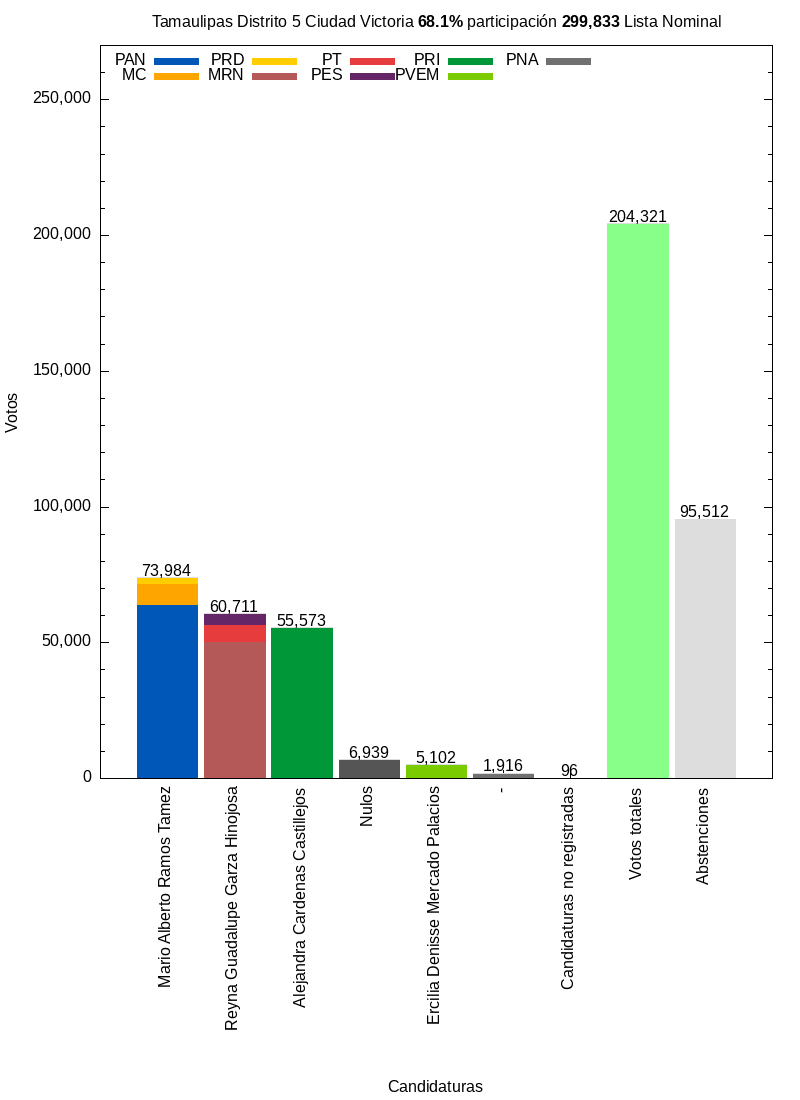 Tamaulipas Distrito 5 Ciudad Victoria 68.1% participación 299,833 Lista Nominal
PAN PRD PT PRI PNA
MC MRN PES PVEM
250,000
200,000
150,000
100,000
50,000
0
Votos
73,984
60,711
55,573
6,939
5,102
1,916
96
204,321
95,512
Mario Alberto Ramos Tamez
Reyna Guadalupe Garza Hinojosa
Alejandra Cardenas Castillejos
Nulos
Ercilia Denisse Mercado Palacios
-
Candidaturas no registradas
Votos totales
Abstenciones
Candidaturas